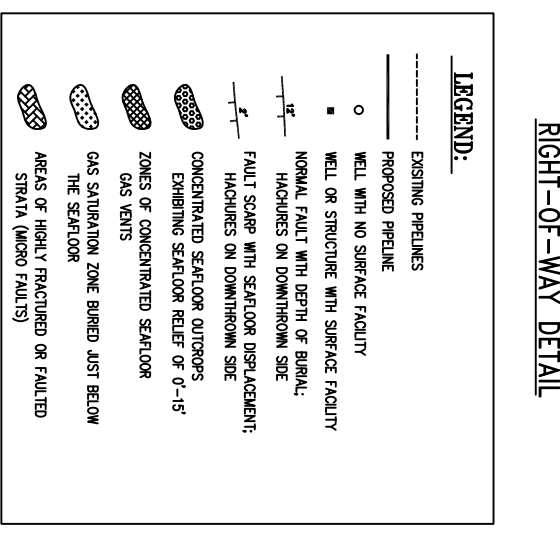 RIGHT-OF-WAY DETAIL
LEGEND:
EXISITING PIPELINES
PROPOSED PIPELINE
WELL WITH NO SURFACE FACILITY
WELL OR STRUCTURE WITH SURFACE FACILITY
12'
NORMAL FAULT WITH DEPTH OF BURIAL;
HACHURES ON DOWNTHROWN SIDE
2'
FAULT SCARP WITH SEAFLOOR DISPLACEMENT;
HACHURES ON DOWNTHROWN SIDE
CONCENTRATED SEAFLOOR OUTCROPS
EXHIBITING SEAFLOOR RELIEF OF 0'-15'
ZONES OF CONCENTRATED SEAFLOOR
GAS VENTS
GAS SATURATION ZONE BURIED JUST BELOW
THE SEAFLOOR
AREAS OF HIGHLY FRACTURED OR FAULTED
STRATA (MICRO FAULTS)